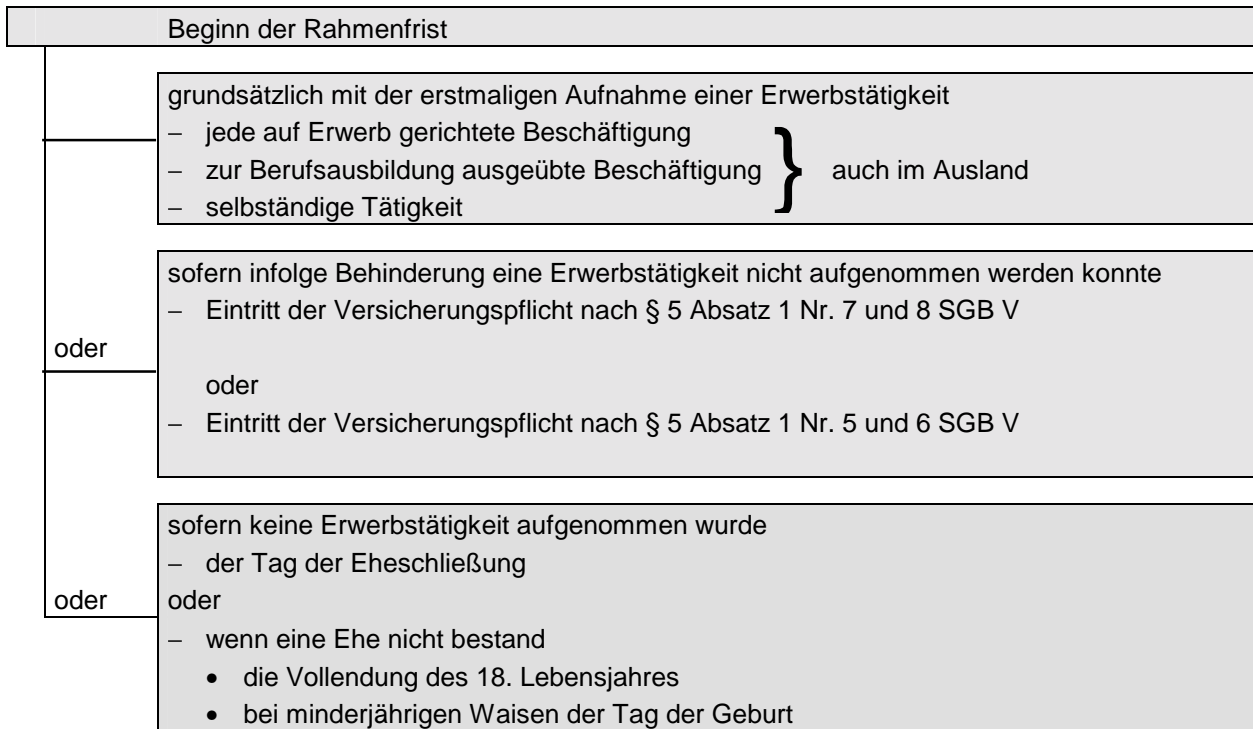 Beginn der Rahmenfrist
grundsätzlich mit der erstmaligen Aufnahme einer Erwerbstätigkeit
– jede auf Erwerb gerichtete Beschäftigung
– zur Berufsausbildung ausgeübte Beschäftigung } auch im Ausland
– selbständige Tätigkeit
sofern infolge Behinderung eine Erwerbstätigkeit nicht aufgenommen werden konnte
– Eintritt der Versicherungspflicht nach § 5 Absatz 1 Nr. 7 und 8 SGB V
oder
oder
– Eintritt der Versicherungspflicht nach § 5 Absatz 1 Nr. 5 und 6 SGB V
sofern keine Erwerbstätigkeit aufgenommen wurde
– der Tag der Eheschließung
oder oder
– wenn eine Ehe nicht bestand
• die Vollendung des 18. Lebensjahres
• bei minderjährigen Waisen der Tag der Geburt